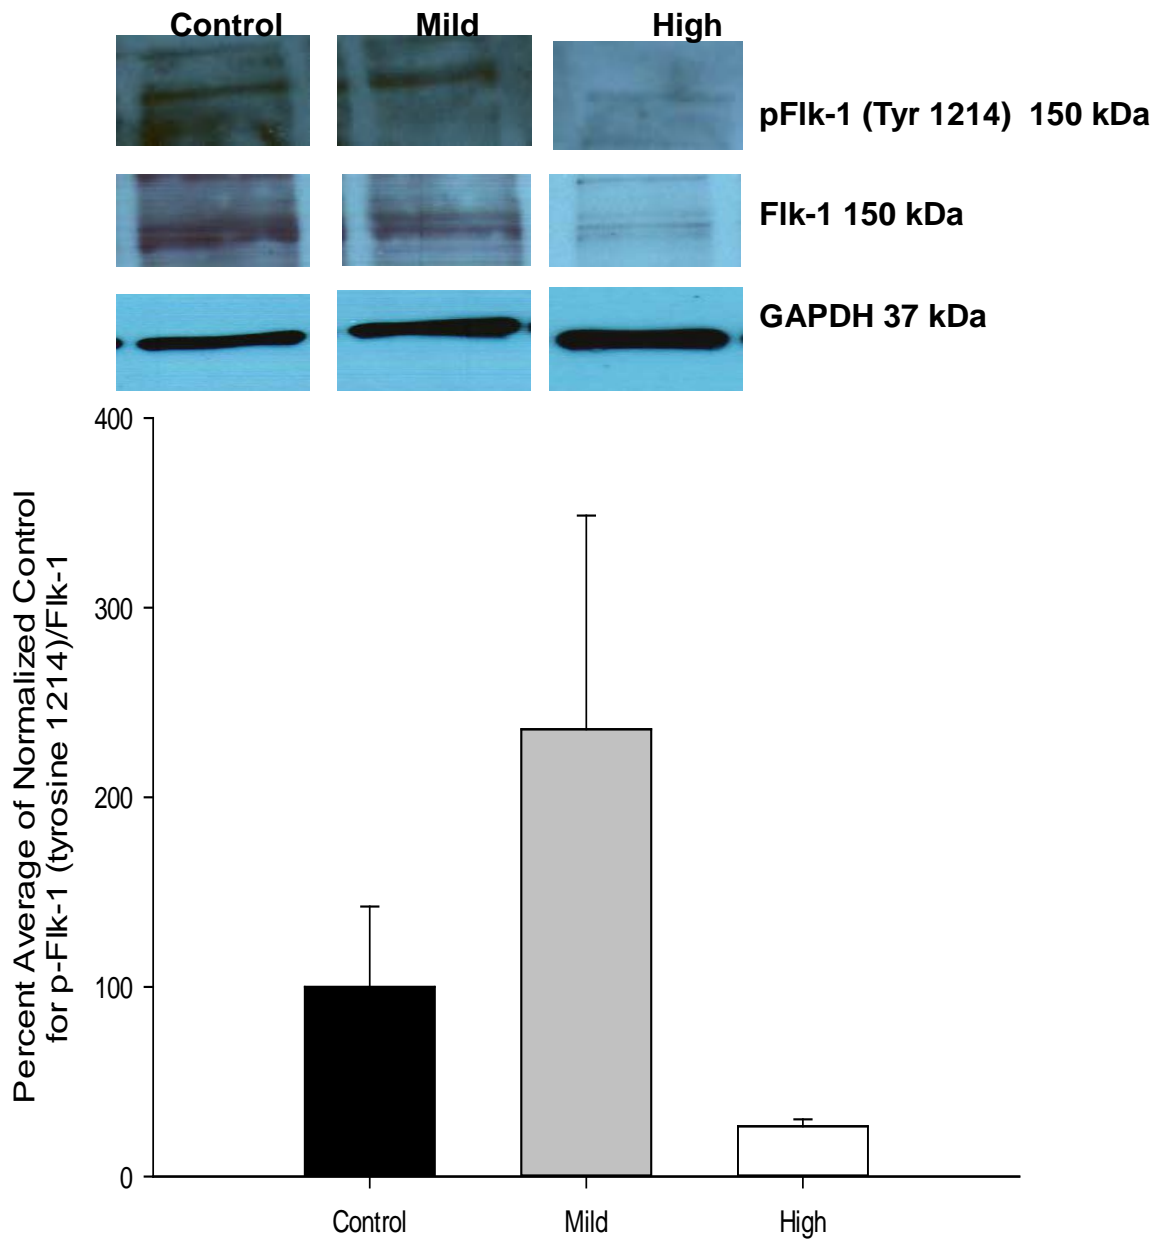 Control Mild High
pFlk-1 (Tyr 1214) 150 kDa
Flk-1 150 kDa
GAPDH 37 kDa
Percent Average of Normalized Control
for p-Flk-1 (tyrosine 1214)/Flk-1
400
300
200
100
0
Control Mild High